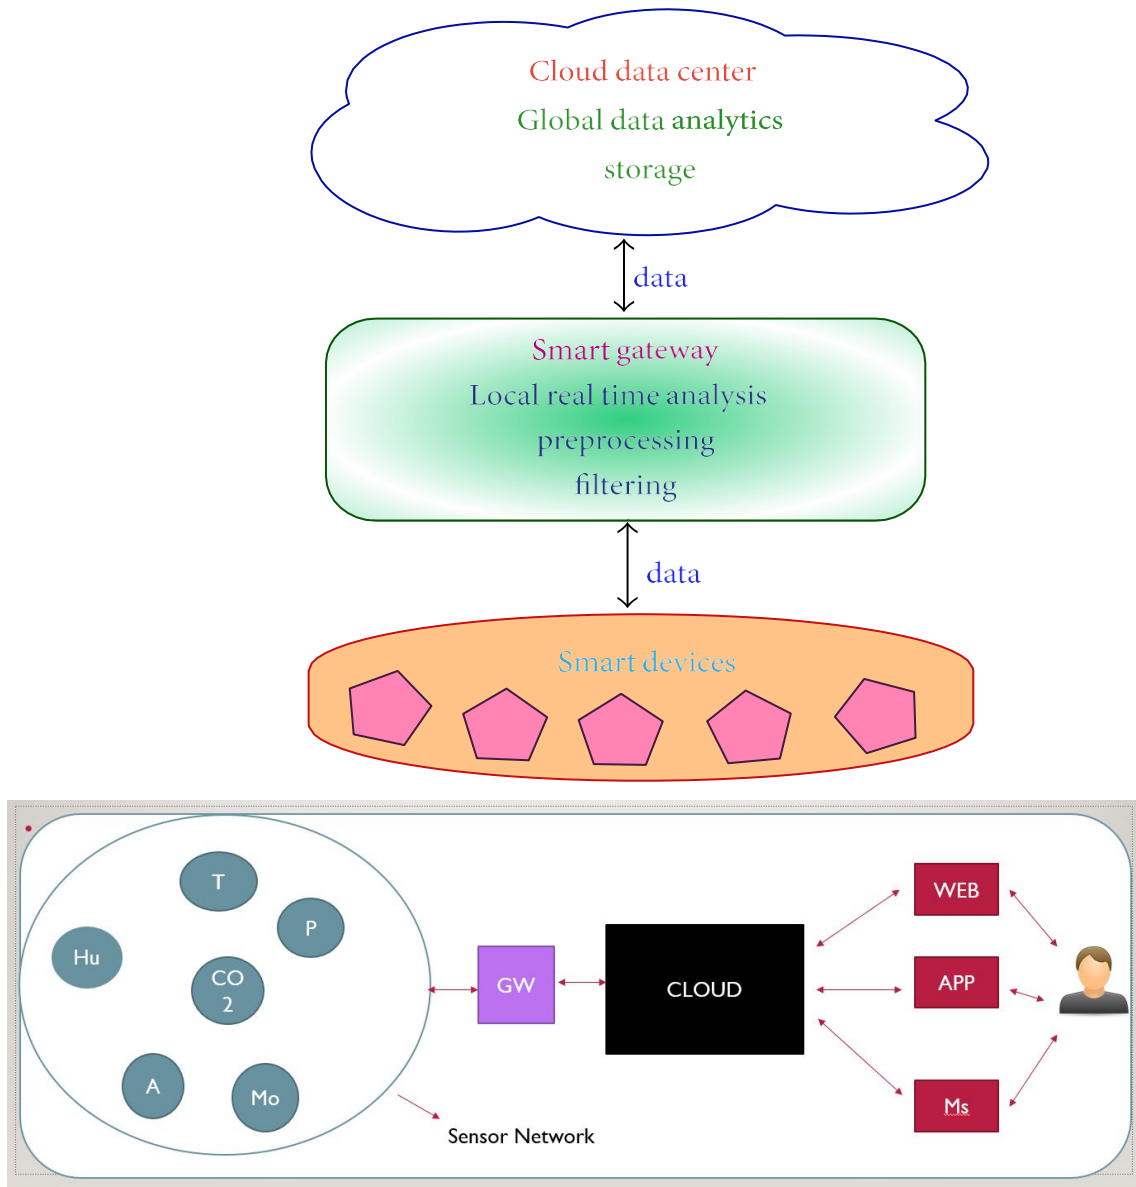 Cloud data center
Global data analytics
storage
data
Smart gateway
Local real time analysis
preprocessing
filtering
data
Smart devices
T
P
Hu
CO
2
A
Mo
GW
CLOUD
WEB
APP
Ms
Sensor Network